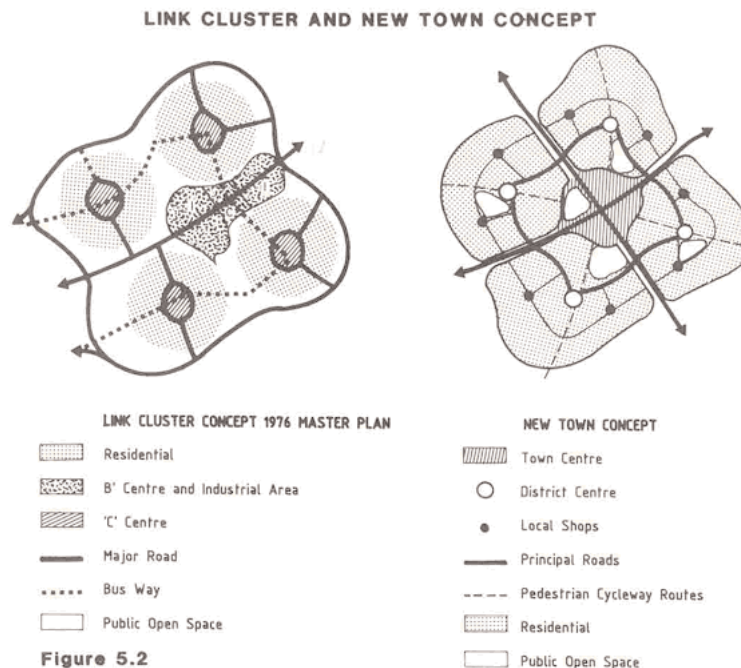 LINK CLUSTER AND NEW TOWN CONCEPT
LINK CLUSTER CONCEPT 1976 MASTER PLAN
Residential
B' Centre and Industrial Area
'C' Centre
Major Road
Bus Way
Public Open Space
Figure 5.2
NEW TOWN CONCEPT
Town Centre
District Centre
Local Shops
Principal Roads
Pedestrian Cycleway Routes
Residential
Public Open Space